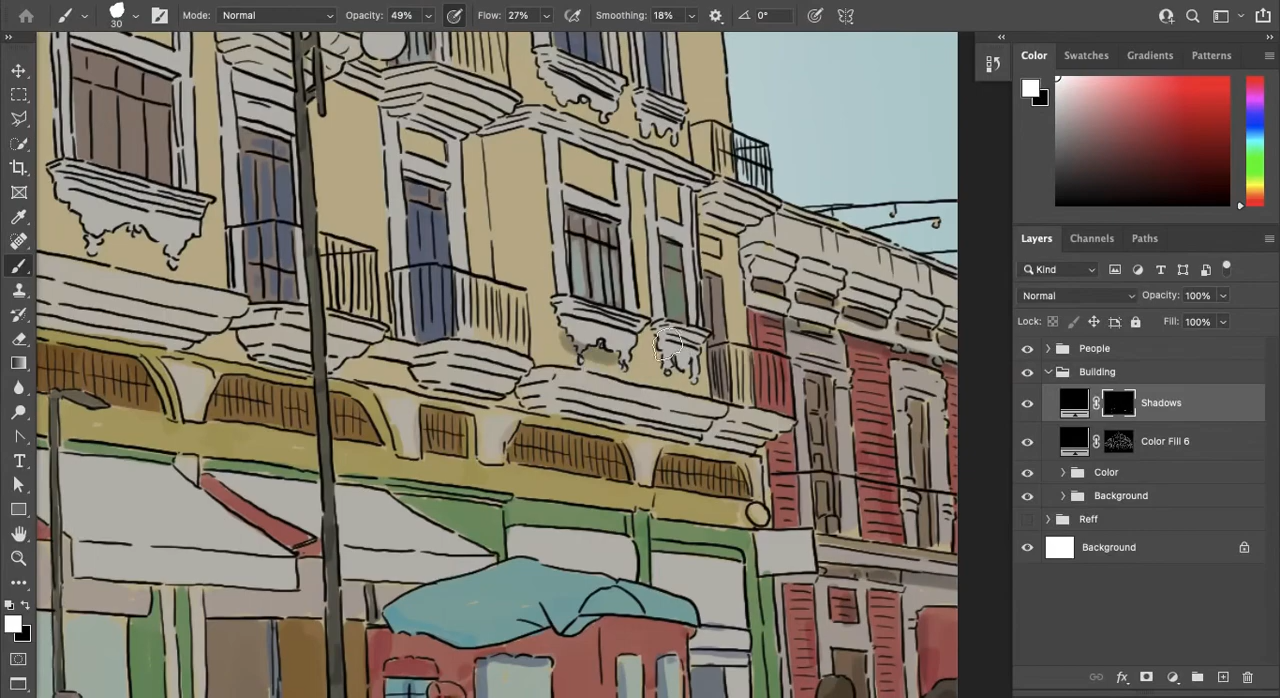 30 Mode: Normal Opacity: 49% Flow: 27% Smoothing: 18% 0°
Color Swatches Gradients Patterns
Layers Channels Paths
Kind
Normal Opacity: 100%
Lock: Fill: 100%
People
Building
Shadows
Color Fill 6
Color
Background
Reff
Background
fx